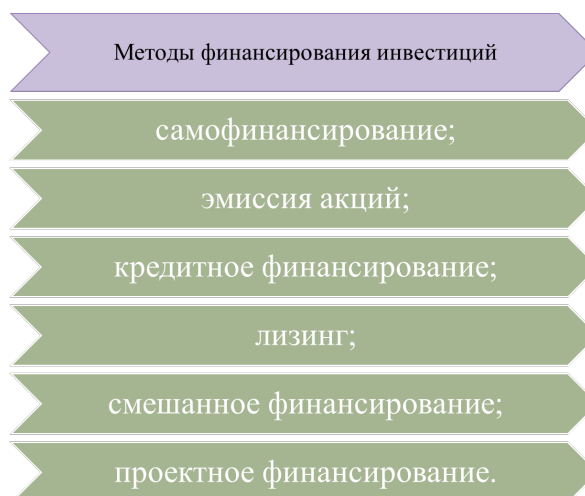 Методы финансирования инвестиций
самофинансирование;
эмиссия акций;
кредитное финансирование;
лизинг;
смешанное финансирование;
проектное финансирование.